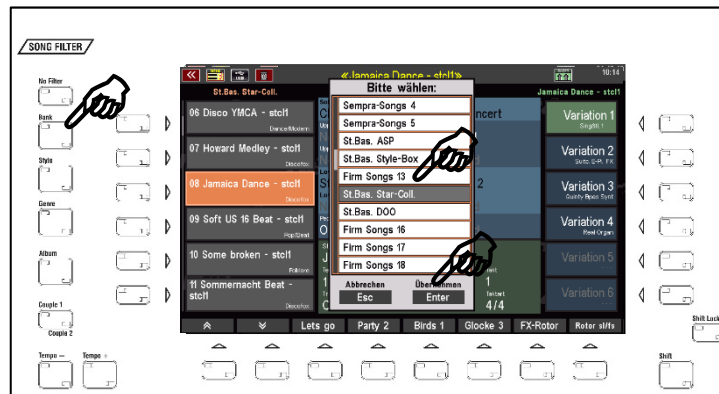 SONG FILTER
No Filter
Bank
Style
Genre
Album
Couple 1
Couple 2
Tempo – Tempo +
«Jamaica Dance - stcl1»
10:14
St.Bas. Star-Coll.
Jamaica Dance - stcl1
06 Disco YMCA - stcl1
Dance/Modern
07 Howard Medley - stcl1
Discofox
08 Jamaica Dance - stcl1
Discofox
09 Soft US 16 Beat - stcl1
Pop/Beat
10 Some broken - stcl1
Folklore
11 Sommernacht Beat - stcl1
Discofox
Bitte wählen:
Sempra-Songs 4
Sempra-Songs 5
St.Bas. ASP
St.Bas. Style-Box
Firm Songs 13
St.Bas. Star-Coll.
St.Bas. DOO
Firm Songs 16
Firm Songs 17
Firm Songs 18
Abbrechen Übernehmen
Esc Enter
4/4
Variation 1
Variation 2
Variation 3
Variation 4
Real Organ
Variation 5
Variation 6
Lets go Party 2 Birds 1 Glocke 3 FX-Rotor Rotor sl/fs
Shift Lock
Shift